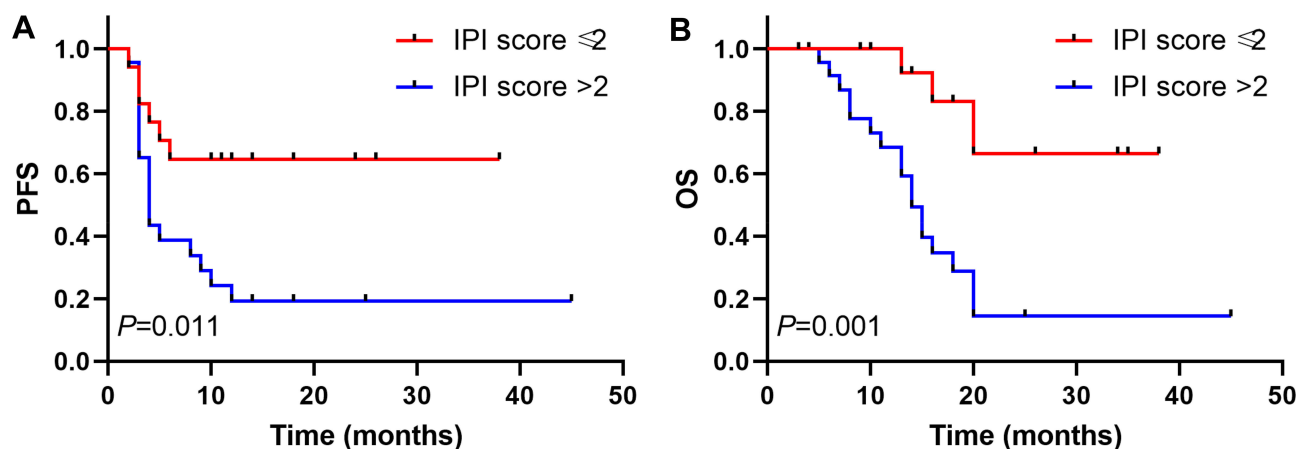 A
PFS
1.0
0.8
0.6
0.4
0.2
0.0
IPI score ⩽2
IPI score >2
P=0.011
0 10 20 30 40 50
Time (months)
B
OS
1.0
0.8
0.6
0.4
0.2
0.0
IPI score ⩽2
IPI score >2
P=0.001
0 10 20 30 40 50
Time (months)